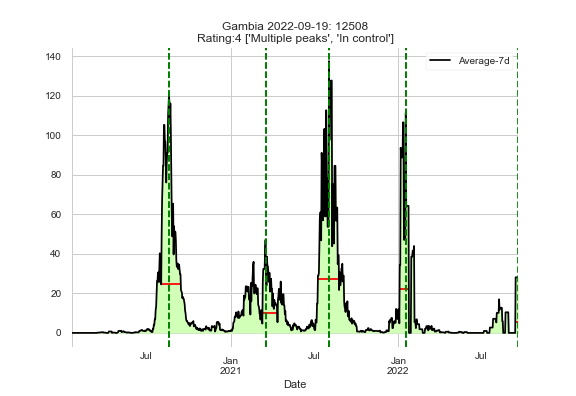 Gambia 2022-09-19: 12508
Rating:4 ['Multiple peaks', 'In control']
Average-7d
140
120
100
80
60
40
20
0
Jul
Jan
2021
Jul
Jan
2022
Jul
Date